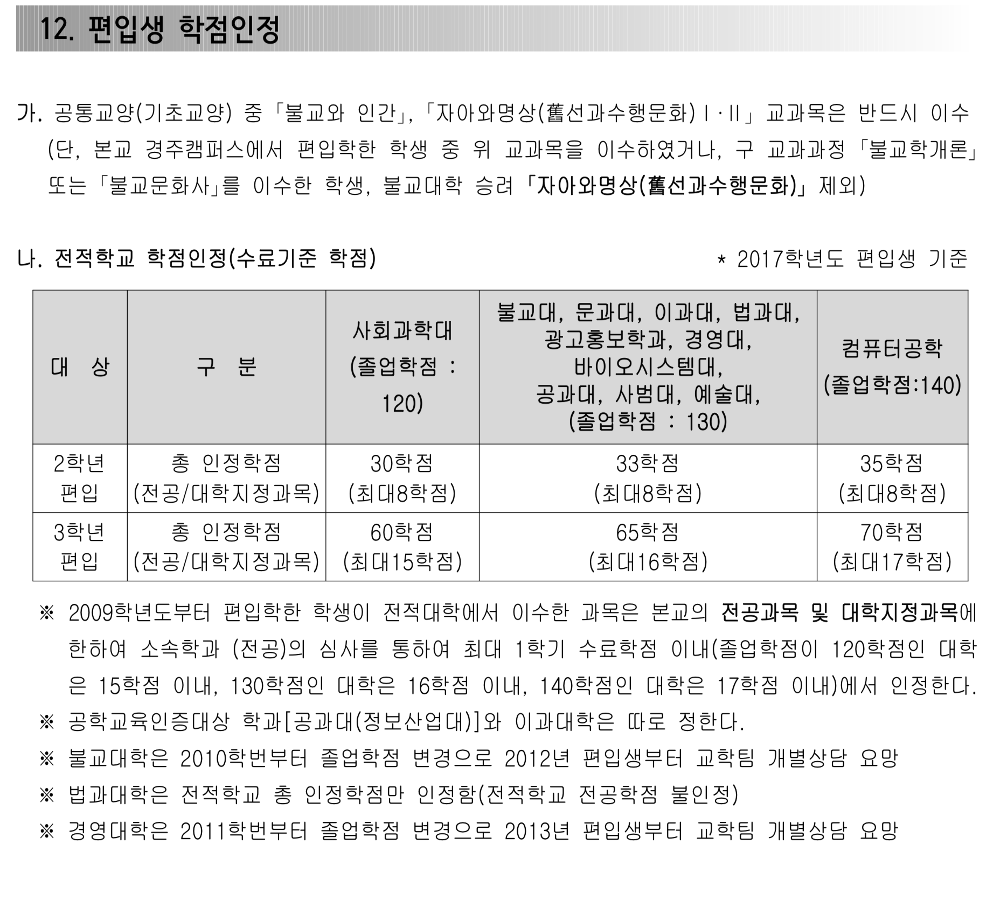 12. 편입생 학점인정
가. 공통교양(기초교양) 중 「불교와 인간」, 「자아와명상(舊선과수행문화)Ⅰ·Ⅱ」 교과목은 반드시 이수
(단, 본교 경주캠퍼스에서 편입학한 학생 중 위 교과목을 이수하였거나, 구 교과과정 「불교학개론」
또는 「불교문화사」를 이수한 학생, 불교대학 승려 「자아와명상(舊선과수행문화)」 제외)
나. 전적학교 학점인정(수료기준 학점)
* 2017학년도 편입생 기준
대 상
구 분
사회과학대
(졸업학점 :
120)
불교대, 문과대, 이과대, 법과대,
광고홍보학과, 경영대,
바이오시스템대,
공과대, 사범대, 예술대,
(졸업학점 : 130)
컴퓨터공학
(졸업학점:140)
2학년
편입
총 인정학점
(전공/대학지정과목)
30학점
(최대8학점)
33학점
(최대8학점)
35학점
(최대8학점)
3학년
편입
총 인정학점
(전공/대학지정과목)
60학점
(최대15학점)
65학점
(최대16학점)
70학점
(최대17학점)
※ 2009학년도부터 편입학한 학생이 전적대학에서 이수한 과목은 본교의 전공과목 및 대학지정과목에
한하여 소속학과 (전공)의 심사를 통하여 최대 1학기 수료학점 이내(졸업학점이 120학점인 대학
은 15학점 이내, 130학점인 대학은 16학점 이내, 140학점인 대학은 17학점 이내)에서 인정한다.
※ 공학교육인증대상 학과[공과대(정보산업대)]와 이과대학은 따로 정한다.
※ 불교대학은 2010학번부터 졸업학점 변경으로 2012년 편입생부터 교학팀 개별상담 요망
※ 법과대학은 전적학교 총 인정학점만 인정함(전적학교 전공학점 불인정)
※ 경영대학은 2011학번부터 졸업학점 변경으로 2013년 편입생부터 교학팀 개별상담 요망